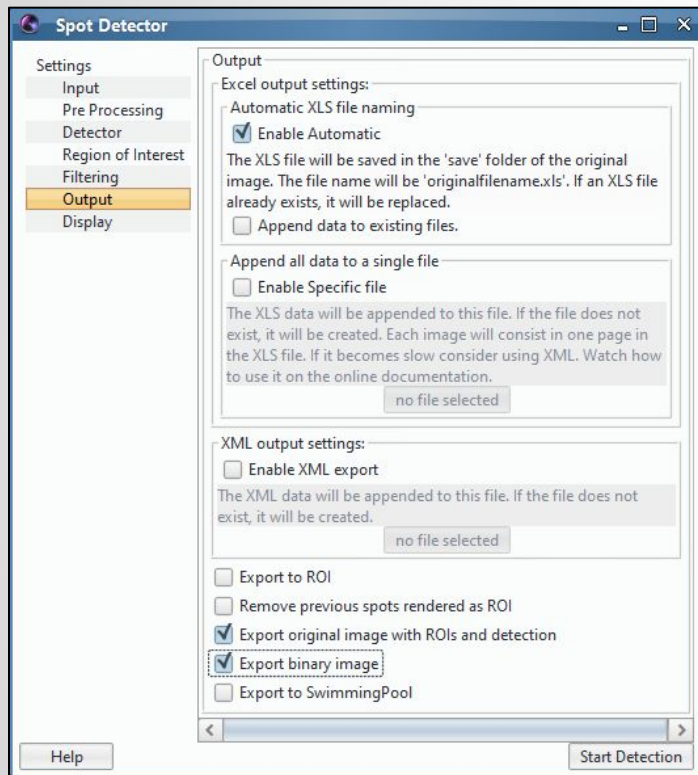 Spot Detector
Settings
Input
Pre Processing
Detector
Region of Interest
Filtering
Output
Display
Output
Excel output settings:
Automatic XLS file naming
Enable Automatic
The XLS file will be saved in the 'save' folder of the original
image. The file name will be 'originalfilename.xls'. If an XLS file
already exists, it will be replaced.
Append data to existing files.
Append all data to a single file
Enable Specific file
The XLS data will be appended to this file. If the file does not
exist, it will be created. Each image will consist in one page in
the XLS file. If it becomes slow consider using XML. Watch how
to use it on the online documentation.
no file selected
XML output settings:
Enable XML export
The XML data will be appended to this file. If the file does not
exist, it will be created.
no file selected
Export to ROI
Remove previous spots rendered as ROI
Export original image with ROIs and detection
Export binary image
Export to SwimmingPool
Help
Start Detection